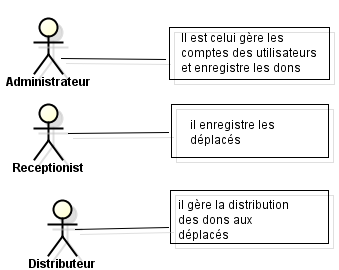 Il est celui gère les
comptes des utilisateurs
et enregistre les dons
Administrateur
il enregistre les
déplacés
Receptionist
il gère la distribution
des dons aux
déplacés
Distributeur